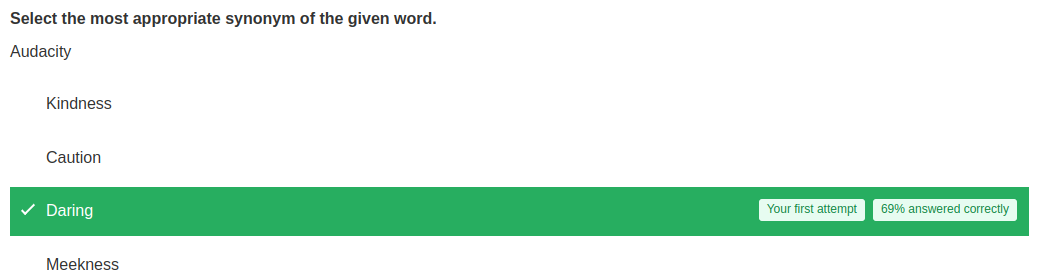 Select the most appropriate synonym of the given word.
Audacity
Kindness
Caution
Daring Your first attempt 69% answered correctly
Meekness